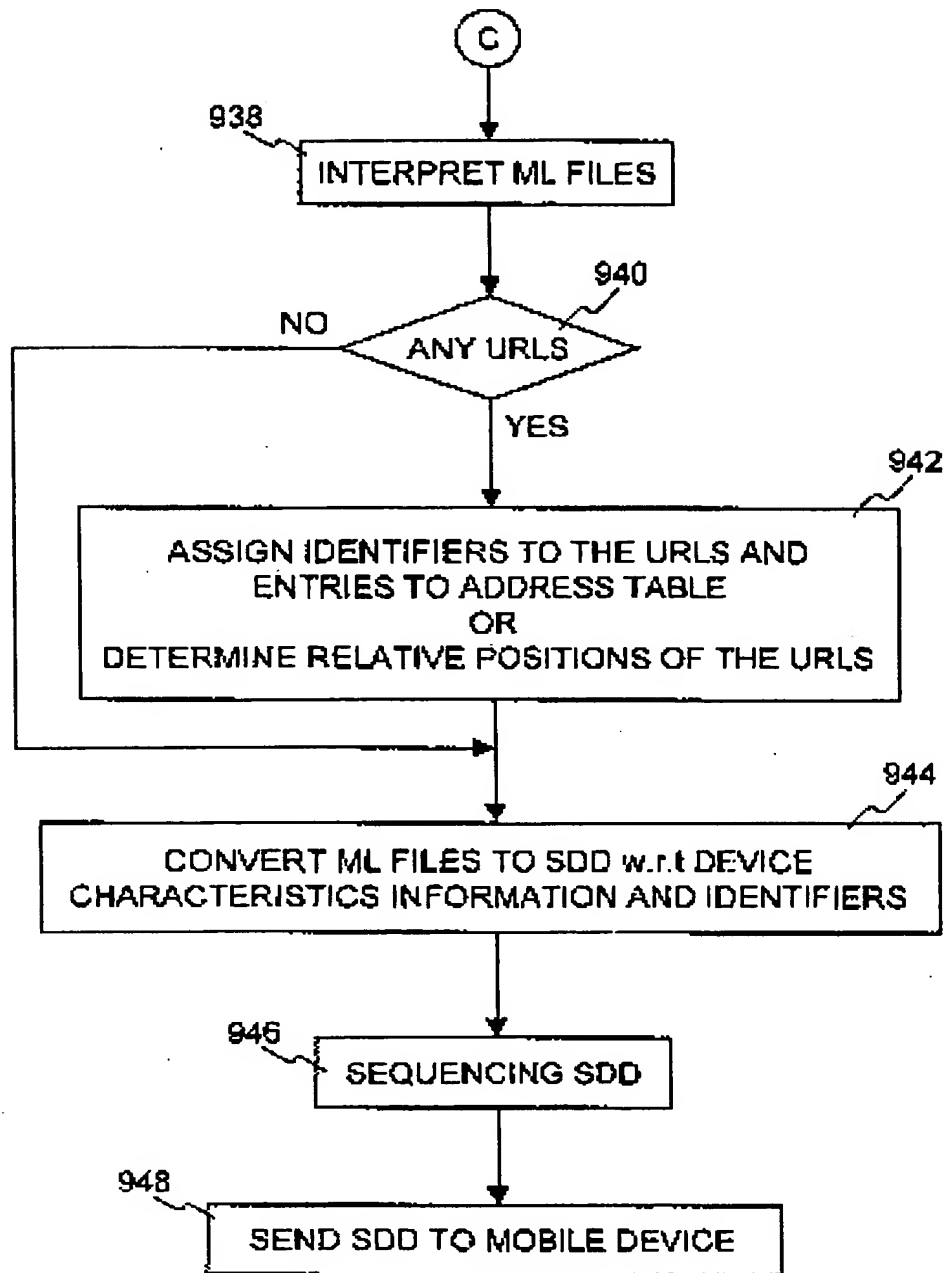 C
938
INTERPRET ML FILES
940
NO
ANY URLS
YES
942
ASSIGN IDENTIFIERS TO THE URLS AND
ENTRIES TO ADDRESS TABLE
OR
DETERMINE RELATIVE POSITIONS OF THE URLS
944
CONVERT ML FILES TO SDD w.r.t DEVICE
CHARACTERISTICS INFORMATION AND IDENTIFIERS
946
SEQUENCING SDD
948
SEND SDD TO MOBILE DEVICE